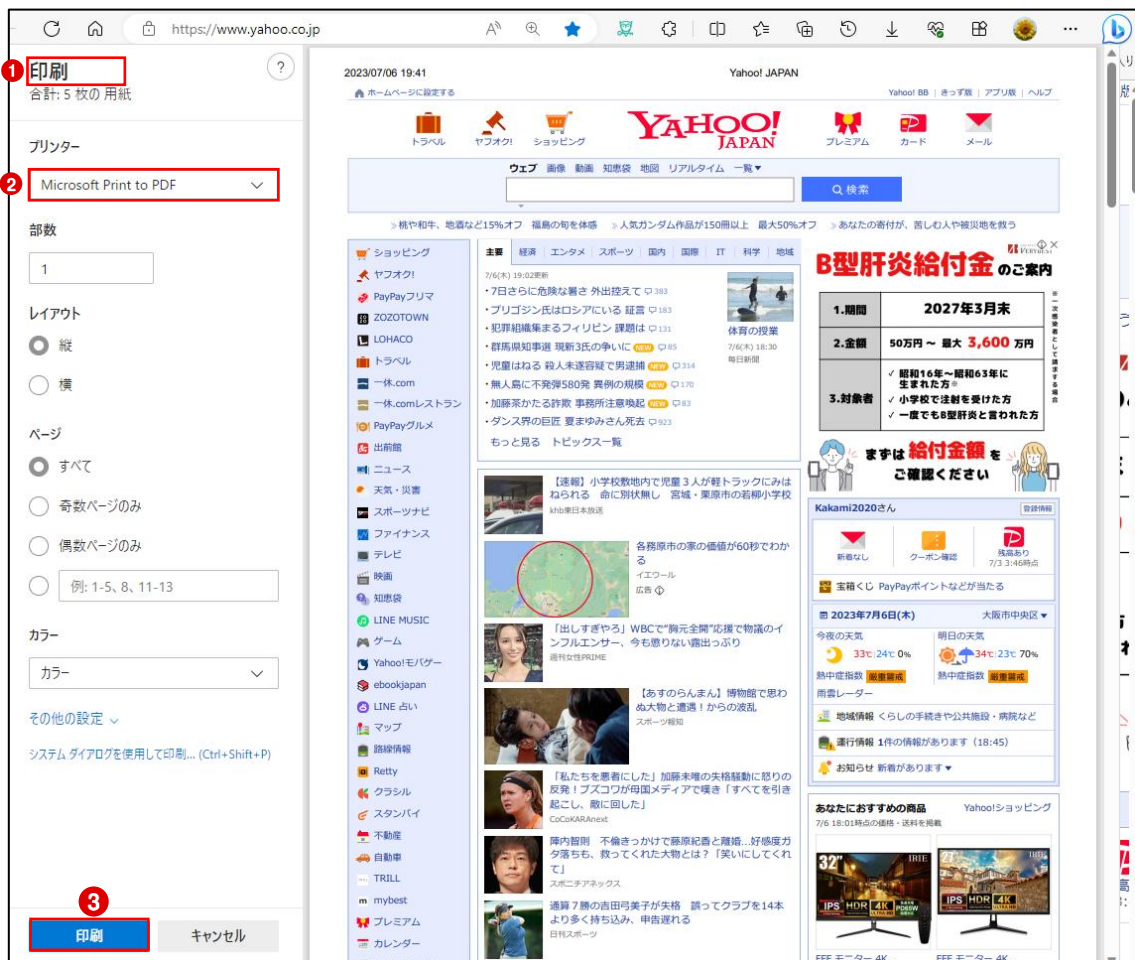 https://www.yahoo.co.jp
1 印刷
合計: 5 枚の 用紙
?
プリンター
2 Microsoft Print to PDF
部数
1
レイアウト
縦
横
ページ
すべて
奇数ページのみ
偶数ページのみ
例: 1-5、8、11-13
カラー
カラー
その他の設定
システム ダイアログを使用して印刷... (Ctrl+Shift+P)
3
印刷 キャンセル
2023/07/06 19:41 Yahoo! JAPAN
ホームページに設定する Yahoo! BB | きっず版 | アプリ版 | ヘルプ
トラベル ヤフオク! ショッピング YAHOO! JAPAN プレミアム カード メール
ウェブ 画像 動画 知恵袋 地図 リアルタイム 一覧▼
検索
桃や和牛、地酒など15%オフ 福島の旬を体感 人気ガンダム作品が150冊以上 最大50%オフ あなたの寄付が、苦しむ人や被災地を救う
ショッピング
ヤフオク!
PayPayフリマ
ZOZOTOWN
LOHACO
トラベル
一休.com
一休.comレストラン
PayPayグルメ
出前館
ニュース
天気・災害
スポーツナビ
ファイナンス
テレビ
映画
知恵袋
LINE MUSIC
ゲーム
Yahoo!モバゲー
ebookjapan
LINE 占い
マップ
路線情報
Retty
クラシル
スタンバイ
不動産
自動車
TRILL
mybest
プレミアム
カレンダー
主要 経済 エンタメ スポーツ 国内 国際 IT 科学 地域
7/6(木) 19:02更新
・7日さらに危険な暑さ 外出控えて 383
・プリゴジン氏はロシアにいる 証言 183
・犯罪組織集まるフィリピン 課題は 131
・群馬県知事選 現新3氏の争いに NEW 85
・児童はねる 殺人未遂容疑で男逮捕 NEW 314
・無人島に不発弾580発 異例の規模 NEW 170
・加藤茶かたる詐欺 事務所注意喚起 NEW 83
・ダンス界の巨匠 夏まゆみさん死去 923
もっと見る トピックス一覧
体育の授業
7/6(木) 18:30
毎日新聞
【速報】小学校敷地内で児童3人が軽トラックにみは
ねられる 命に別状無し 宮城・栗原市の若柳小学校
khb東日本放送
各務原市の家の価値が60秒でわか
る
イエウール
広告
「出しすぎやろ」WBCで“胸元全開”応援で物議のイ
ンフルエンサー、今も懲りない露出っぷり
週刊女性PRIME
【あすのらんまん】博物館で思わ
ぬ大物と遭遇！からの波乱
スポーツ報知
「私たちを悪者にした」加藤未唯の失格騒動に怒りの
反発！ブズコワが母国メディアで嘆き「すべてを引き
起こし、敵に回した」
CoCoKARAnext
陣内智則 不倫きっかけで藤原紀香と離婚...好感度ガ
タ落ちも、救ってくれた大物とは？「笑いにしてくれ
て」
スポニチアネックス
通算7勝の吉田弓美子が失格 誤ってクラブを14本
より多く持ち込み、申告遅れる
日刊スポーツ
VERYBEST
B型肝炎給付金 のご案内
1.期間 2027年3月末
2.金額 50万円 ～ 最大 3,600 万円
3.対象者
✓ 昭和16年〜昭和63年に
生まれた方※
✓ 小学校で注射を受けた方
✓ 一度でもB型肝炎と言われた方
※一次感染者として請求する場合
まずは 給付金額 を
ご確認ください
Kakami2020さん 登録情報
新着なし クーポン確認 残高あり
7/3 3:46時点
宝箱くじ PayPayポイントなどが当たる
2023年7月6日(木) 大阪市中央区▼
今夜の天気 明日の天気
33℃ 24℃ 0% 34℃ 23℃ 70%
熱中症指数 厳重警戒 熱中症指数 厳重警戒
雨雲レーダー
地域情報 くらしの手続きや公共施設・病院など
運行情報 1件の情報があります（18:45）
お知らせ 新着があります▼
あなたにおすすめの商品 Yahoo!ショッピング
7/6 18:01時点の価格・送料を掲載
32" IRIE
IPS HDR 4K
27" IRIE
IPS HDR 4K
FFF モニター 4K... FFF モニター 4K...